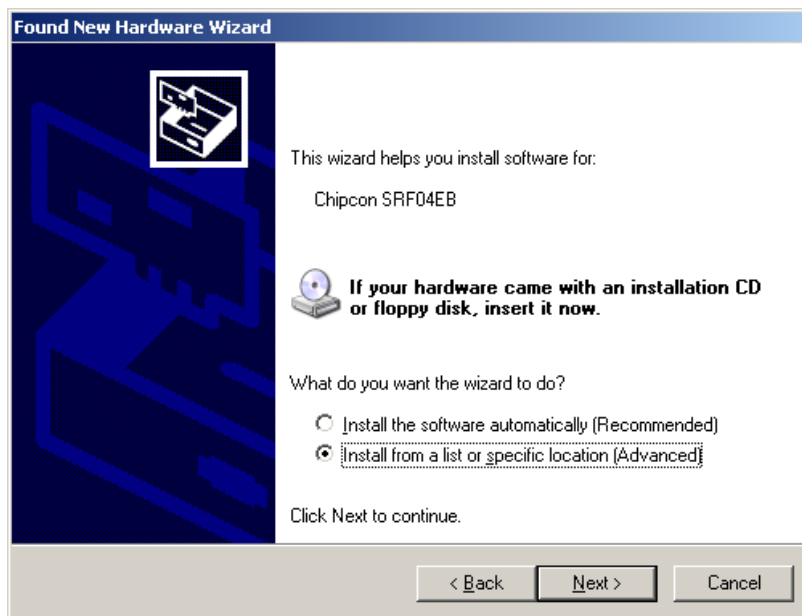 Found New Hardware Wizard
This wizard helps you install software for:
Chipcon SRF04EB
If your hardware came with an installation CD
or floppy disk, insert it now.
What do you want the wizard to do?
Install the software automatically (Recommended)
Install from a list or specific location (Advanced)
Click Next to continue.
< Back
Next >
Cancel